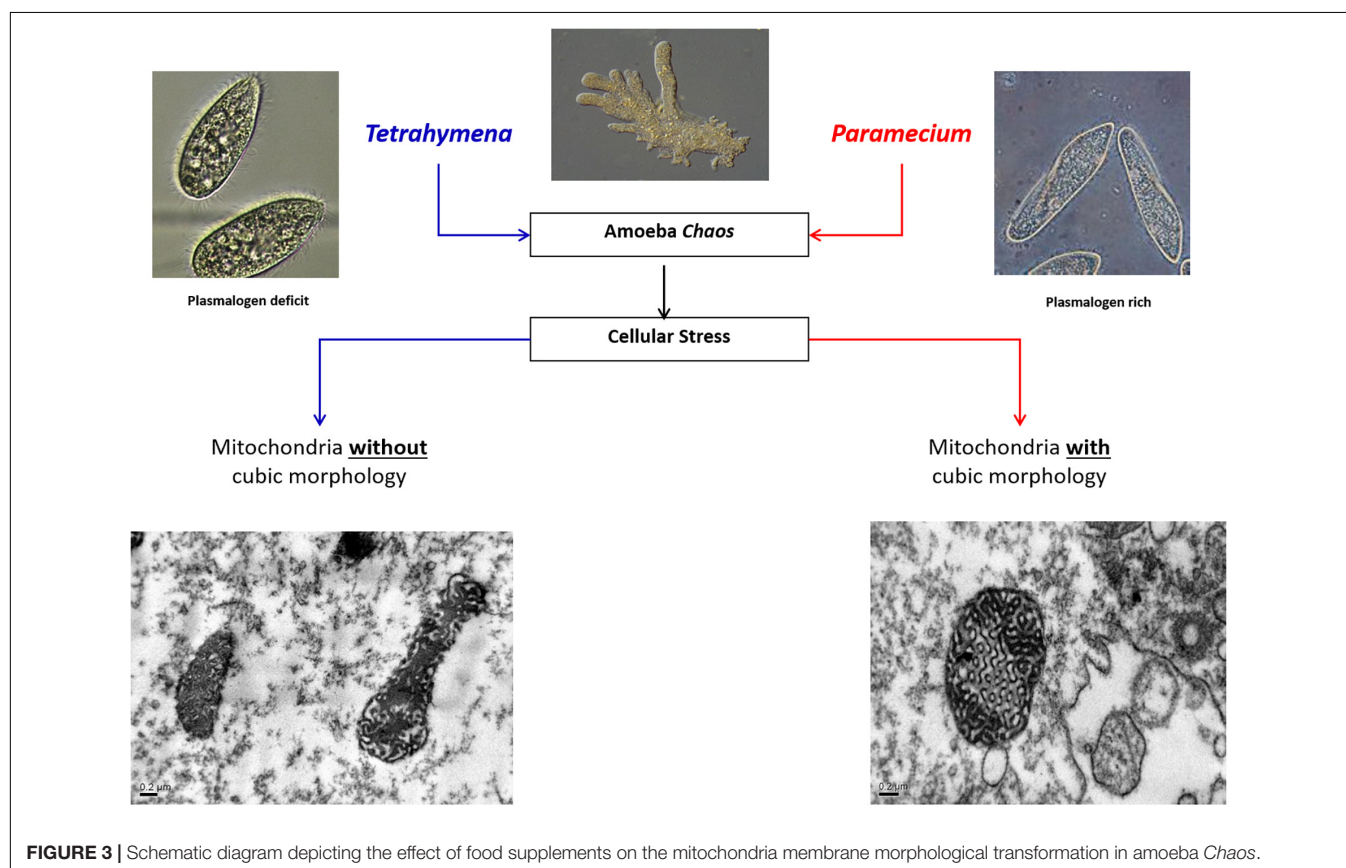 Tetrahymena
Paramecium
Amoeba Chaos
Plasmalogen deficit
Plasmalogen rich
Cellular Stress
Mitochondria without
cubic morphology
Mitochondria with
cubic morphology
0.2 µm
0.2 µm
FIGURE 3 | Schematic diagram depicting the effect of food supplements on the mitochondria membrane morphological transformation in amoeba Chaos.